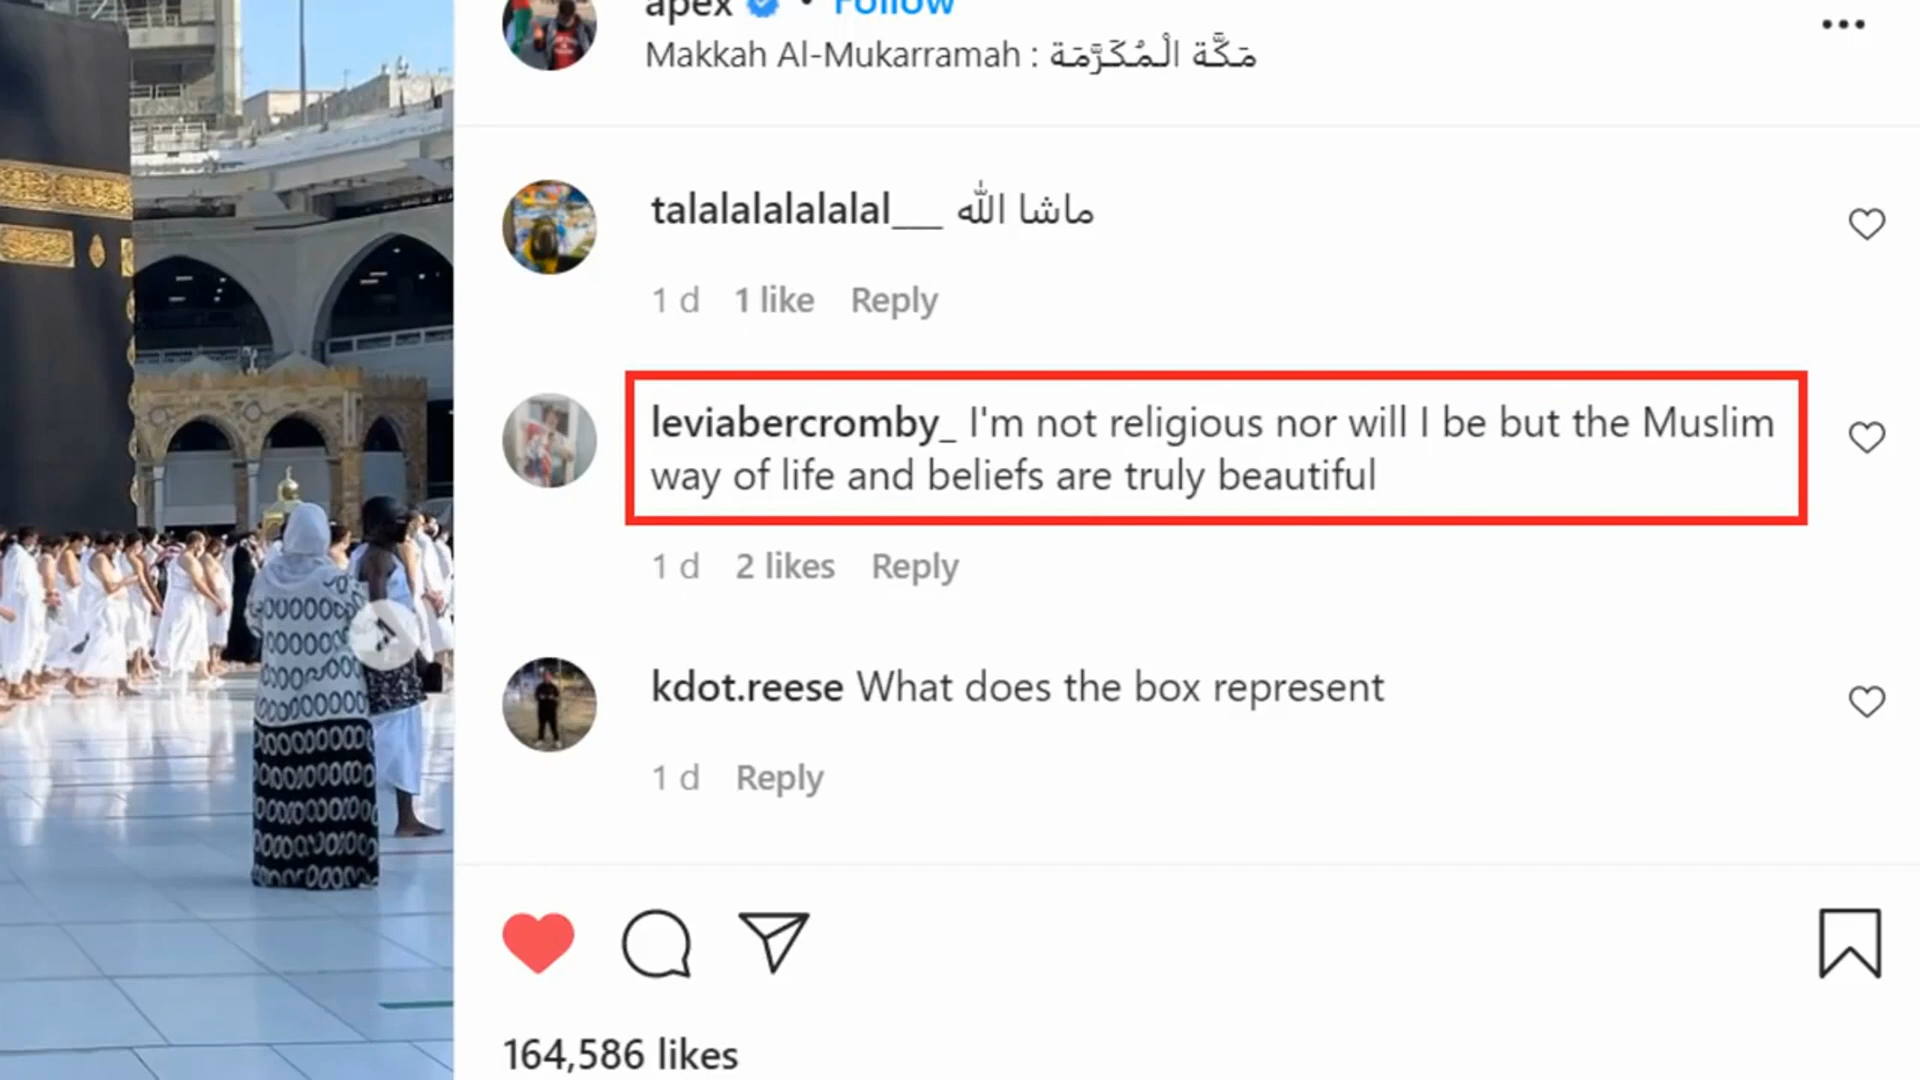 apex • Follow
Makkah Al-Mukarramah : مَكَّة الْمُكَرَّمَة
talalalalalalal___ ماشا الله
1 d 1 like Reply
leviabercromby_ I'm not religious nor will I be but the Muslim
way of life and beliefs are truly beautiful
1 d 2 likes Reply
kdot.reese What does the box represent
1 d Reply
164,586 likes